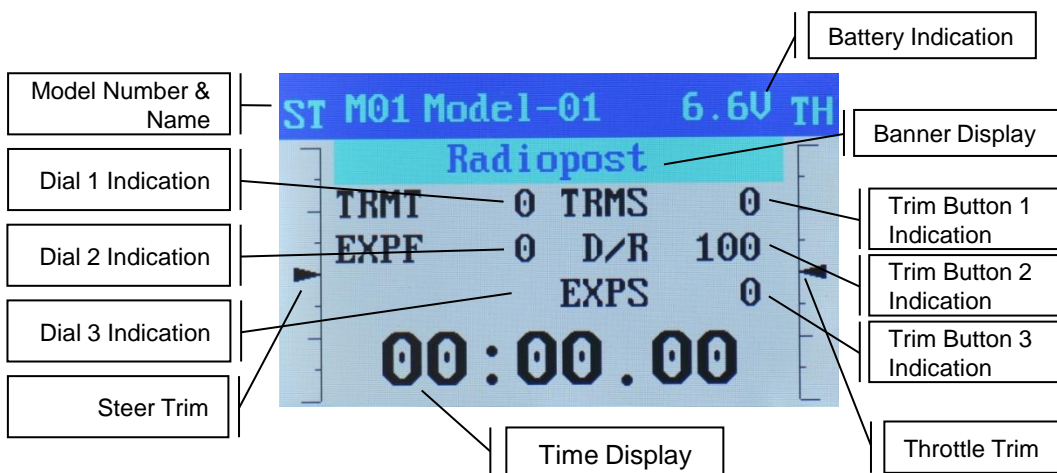 Battery Indication
Model Number &
Name
ST M01 Model-01 6.6V TH
Banner Display
Radiopost
Dial 1 Indication
TRMT 0 TRMS 0
Trim Button 1
Indication
Dial 2 Indication
EXPF 0 D/R 100
Trim Button 2
Indication
Dial 3 Indication
EXPS 0
Trim Button 3
Indication
00:00.00
Steer Trim
Time Display
Throttle Trim